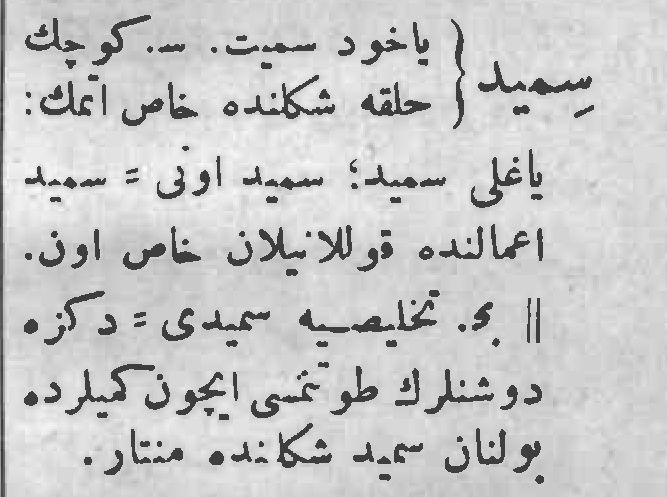 سِميد { ياخود سميت. س. كوچك
حلقه شكلنده خاص اتمك:
ياغلى سميد؛ سميد اونى = سميد
اعمالنده قوللانيلان خاص اون.
|| بح. تخليصيه سميدى = دكزه
دوشنلرك طوتمسى ايچون كميلرده
بولنان سميد شكلنده منتار.